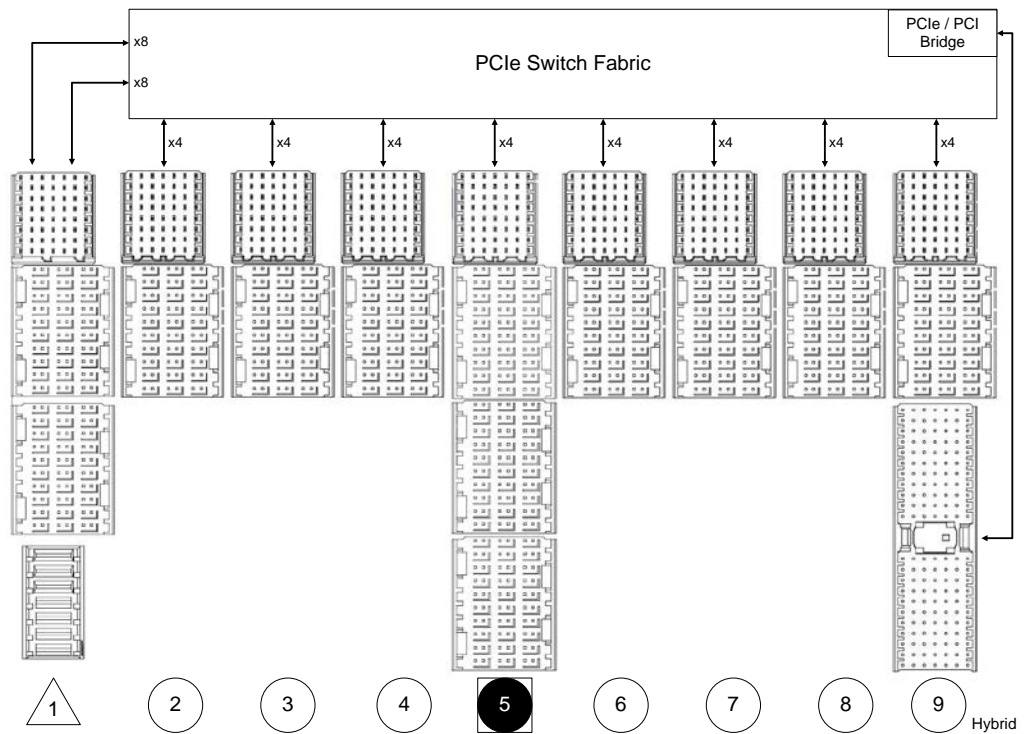 PCIe / PCI
Bridge
x8
PCIe Switch Fabric
x8
x4 x4 x4 x4 x4 x4 x4 x4
1 2 3 4 5 6 7 8 9 Hybrid